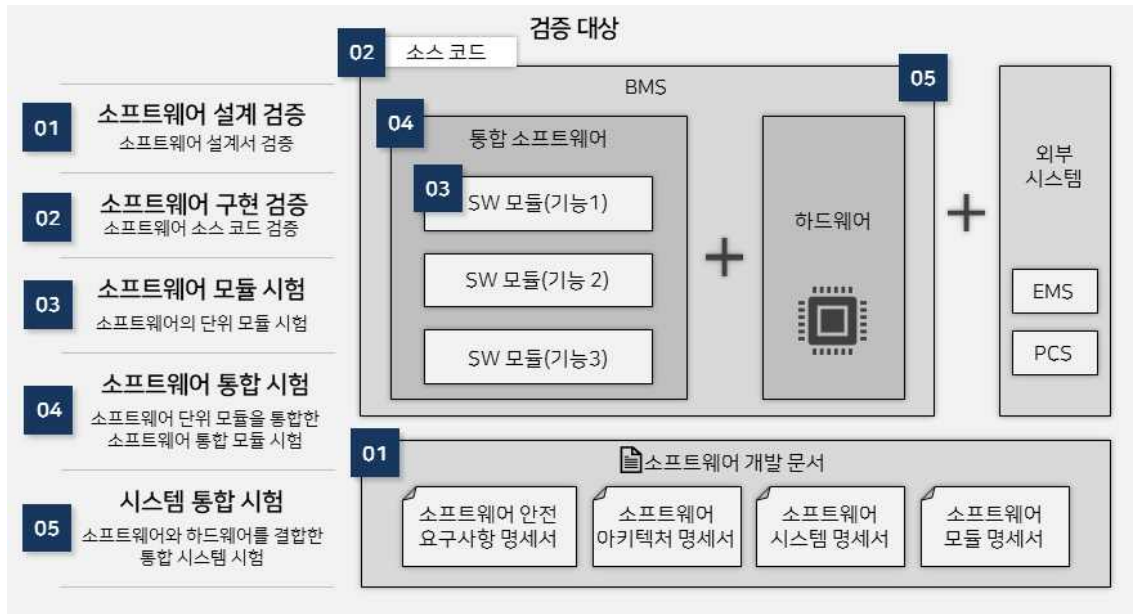 검증 대상
01
소프트웨어 설계 검증
소프트웨어 설계서 검증
02
소프트웨어 구현 검증
소프트웨어 소스 코드 검증
03
소프트웨어 모듈 시험
소프트웨어의 단위 모듈 시험
04
소프트웨어 통합 시험
소프트웨어 단위 모듈을 통합한
소프트웨어 통합 모듈 시험
05
시스템 통합 시험
소프트웨어와 하드웨어를 결합한
통합 시스템 시험
02
소스 코드
BMS
05
04
통합 소프트웨어
03
SW 모듈(기능1)
SW 모듈(기능 2)
SW 모듈(기능3)
+
하드웨어
+
외부
시스템
EMS
PCS
01
소프트웨어 개발 문서
소프트웨어 안전
요구사항 명세서
소프트웨어
아키텍처 명세서
소프트웨어
시스템 명세서
소프트웨어
모듈 명세서